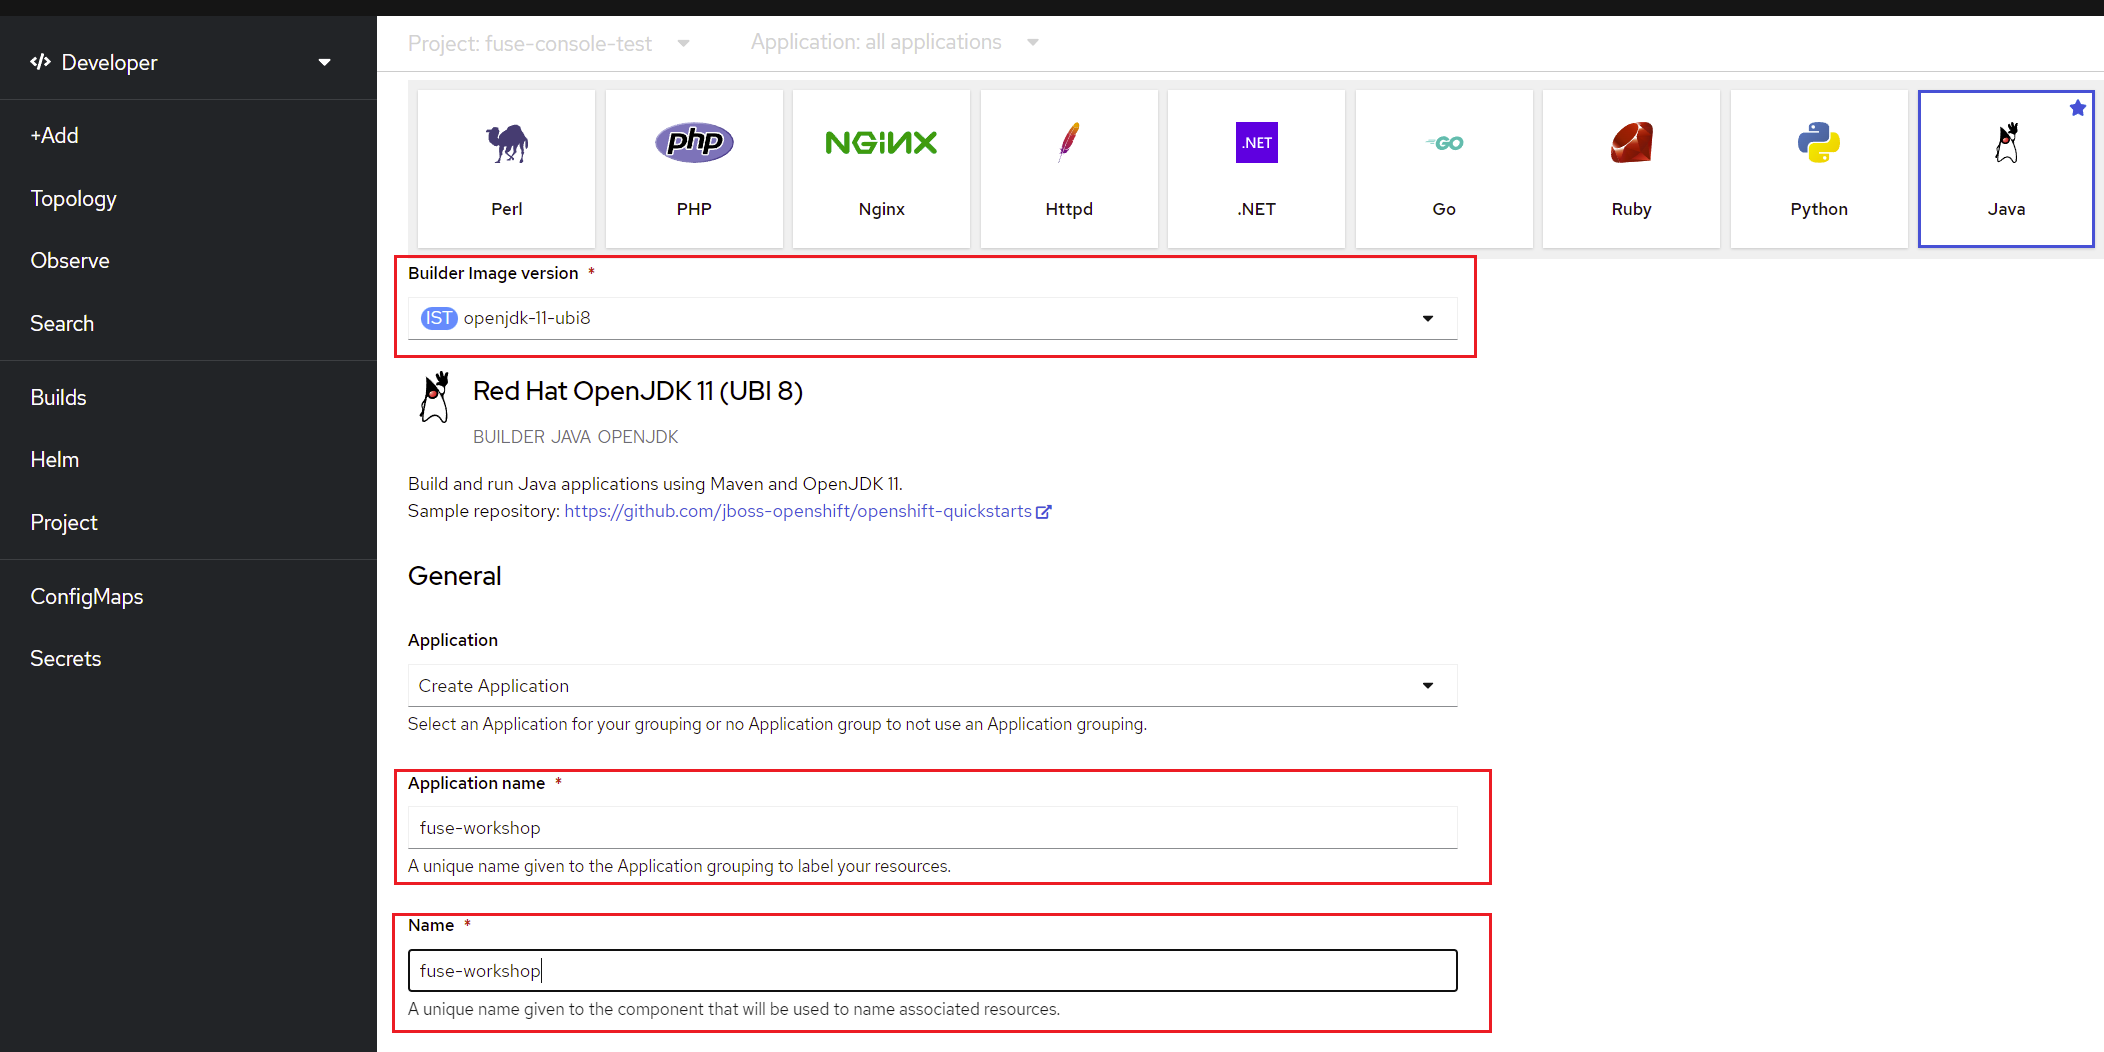 </> Developer
+Add
Topology
Observe
Search
Builds
Helm
Project
ConfigMaps
Secrets
Project: fuse-console-test
Application: all applications
php
NGINX
.NET
GO
Perl
PHP
Nginx
Httpd
.NET
Go
Ruby
Python
Java
Builder Image version *
IST openjdk-11-ubi8
Red Hat OpenJDK 11 (UBI 8)
BUILDER JAVA OPENJDK
Build and run Java applications using Maven and OpenJDK 11.
Sample repository: https://github.com/jboss-openshift/openshift-quickstarts
General
Application
Create Application
Select an Application for your grouping or no Application group to not use an Application grouping.
Application name *
fuse-workshop
A unique name given to the Application grouping to label your resources.
Name *
fuse-workshop
A unique name given to the component that will be used to name associated resources.